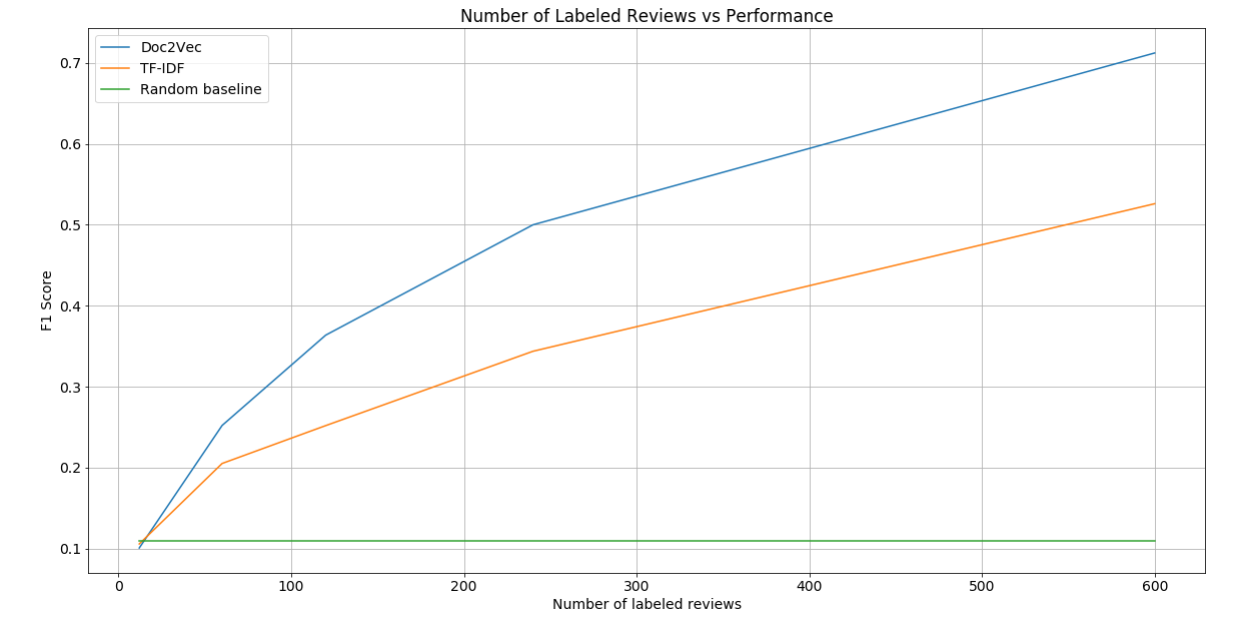 Number of Labeled Reviews vs Performance
Doc2Vec
TF-IDF
Random baseline
F1 Score
0.7
0.6
0.5
0.4
0.3
0.2
0.1
0 100 200 300 400 500 600
Number of labeled reviews